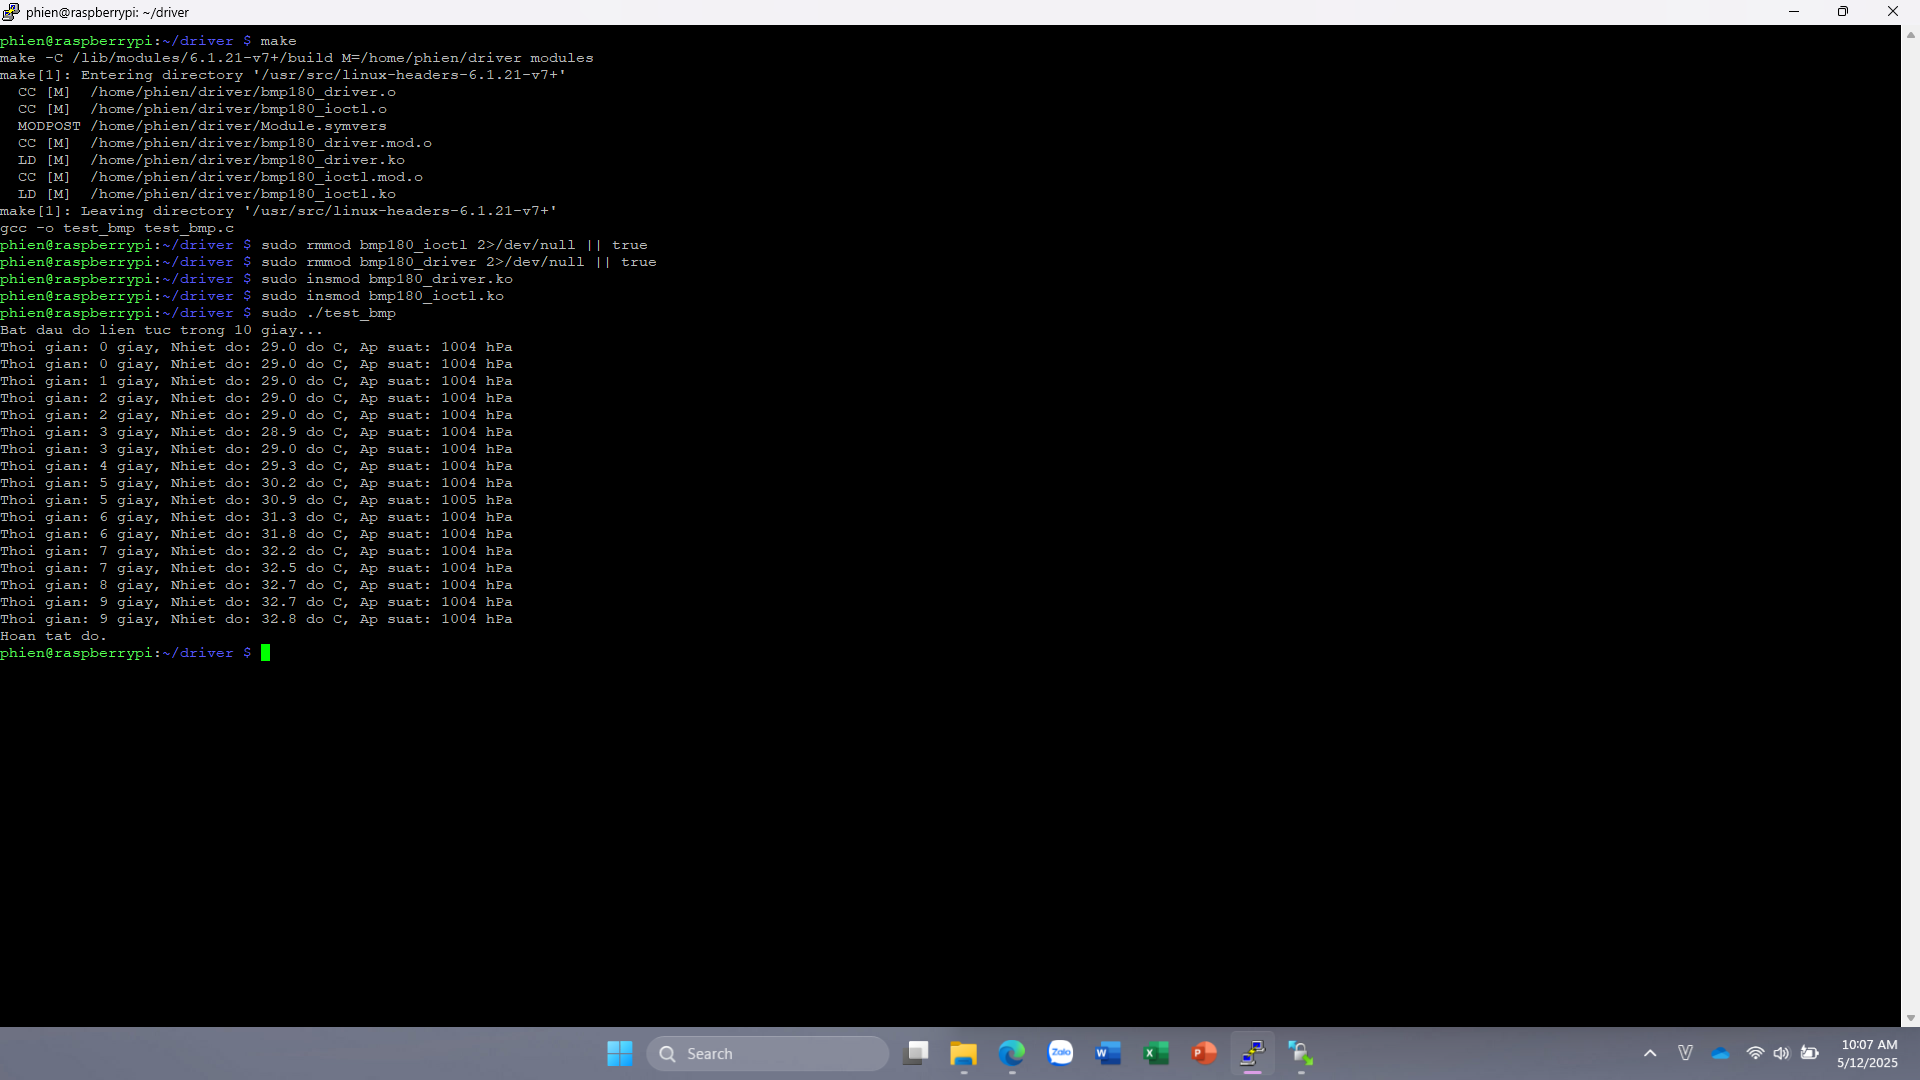 phien@raspberrypi: ~/driver
phien@raspberrypi:~/driver $ make
make -C /lib/modules/6.1.21-v7+/build M=/home/phien/driver modules
make[1]: Entering directory '/usr/src/linux-headers-6.1.21-v7+'
  CC [M]  /home/phien/driver/bmp180_driver.o
  CC [M]  /home/phien/driver/bmp180_ioctl.o
  MODPOST /home/phien/driver/Module.symvers
  CC [M]  /home/phien/driver/bmp180_driver.mod.o
  LD [M]  /home/phien/driver/bmp180_driver.ko
  CC [M]  /home/phien/driver/bmp180_ioctl.mod.o
  LD [M]  /home/phien/driver/bmp180_ioctl.ko
make[1]: Leaving directory '/usr/src/linux-headers-6.1.21-v7+'
gcc -o test_bmp test_bmp.c
phien@raspberrypi:~/driver $ sudo rmmod bmp180_ioctl 2>/dev/null || true
phien@raspberrypi:~/driver $ sudo rmmod bmp180_driver 2>/dev/null || true
phien@raspberrypi:~/driver $ sudo insmod bmp180_driver.ko
phien@raspberrypi:~/driver $ sudo insmod bmp180_ioctl.ko
phien@raspberrypi:~/driver $ sudo ./test_bmp
Bat dau do lien tuc trong 10 giay...
Thoi gian: 0 giay, Nhiet do: 29.0 do C, Ap suat: 1004 hPa
Thoi gian: 0 giay, Nhiet do: 29.0 do C, Ap suat: 1004 hPa
Thoi gian: 1 giay, Nhiet do: 29.0 do C, Ap suat: 1004 hPa
Thoi gian: 2 giay, Nhiet do: 29.0 do C, Ap suat: 1004 hPa
Thoi gian: 2 giay, Nhiet do: 29.0 do C, Ap suat: 1004 hPa
Thoi gian: 3 giay, Nhiet do: 28.9 do C, Ap suat: 1004 hPa
Thoi gian: 3 giay, Nhiet do: 29.0 do C, Ap suat: 1004 hPa
Thoi gian: 4 giay, Nhiet do: 29.3 do C, Ap suat: 1004 hPa
Thoi gian: 5 giay, Nhiet do: 30.2 do C, Ap suat: 1004 hPa
Thoi gian: 5 giay, Nhiet do: 30.9 do C, Ap suat: 1005 hPa
Thoi gian: 6 giay, Nhiet do: 31.3 do C, Ap suat: 1004 hPa
Thoi gian: 6 giay, Nhiet do: 31.8 do C, Ap suat: 1004 hPa
Thoi gian: 7 giay, Nhiet do: 32.2 do C, Ap suat: 1004 hPa
Thoi gian: 7 giay, Nhiet do: 32.5 do C, Ap suat: 1004 hPa
Thoi gian: 8 giay, Nhiet do: 32.7 do C, Ap suat: 1004 hPa
Thoi gian: 9 giay, Nhiet do: 32.7 do C, Ap suat: 1004 hPa
Thoi gian: 9 giay, Nhiet do: 32.8 do C, Ap suat: 1004 hPa
Hoan tat do.
phien@raspberrypi:~/driver $
Search
Zalo
10:07 AM
5/12/2025